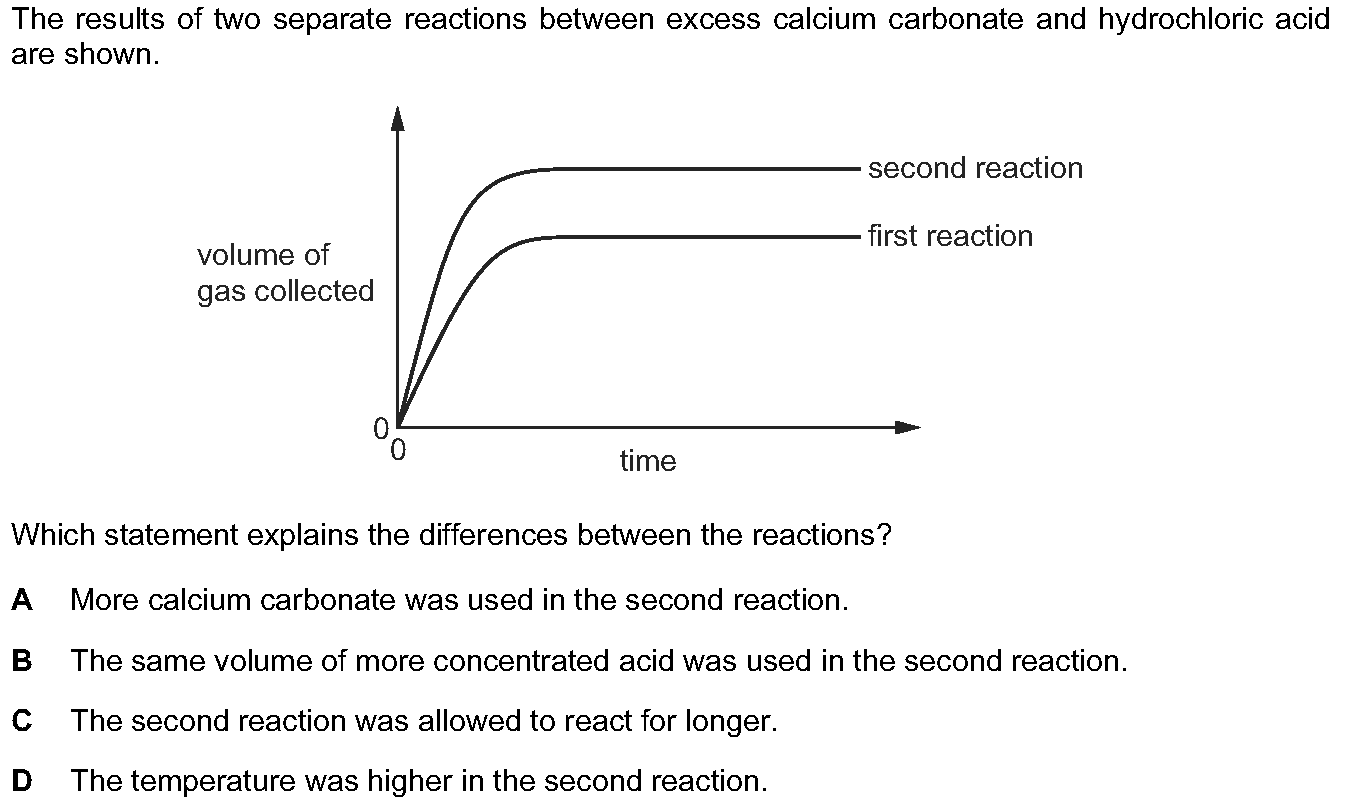 The results of two separate reactions between excess calcium carbonate and hydrochloric acid
are shown.
second reaction
first reaction
volume of
gas collected
0
0
time
Which statement explains the differences between the reactions?
A More calcium carbonate was used in the second reaction.
B The same volume of more concentrated acid was used in the second reaction.
C The second reaction was allowed to react for longer.
D The temperature was higher in the second reaction.